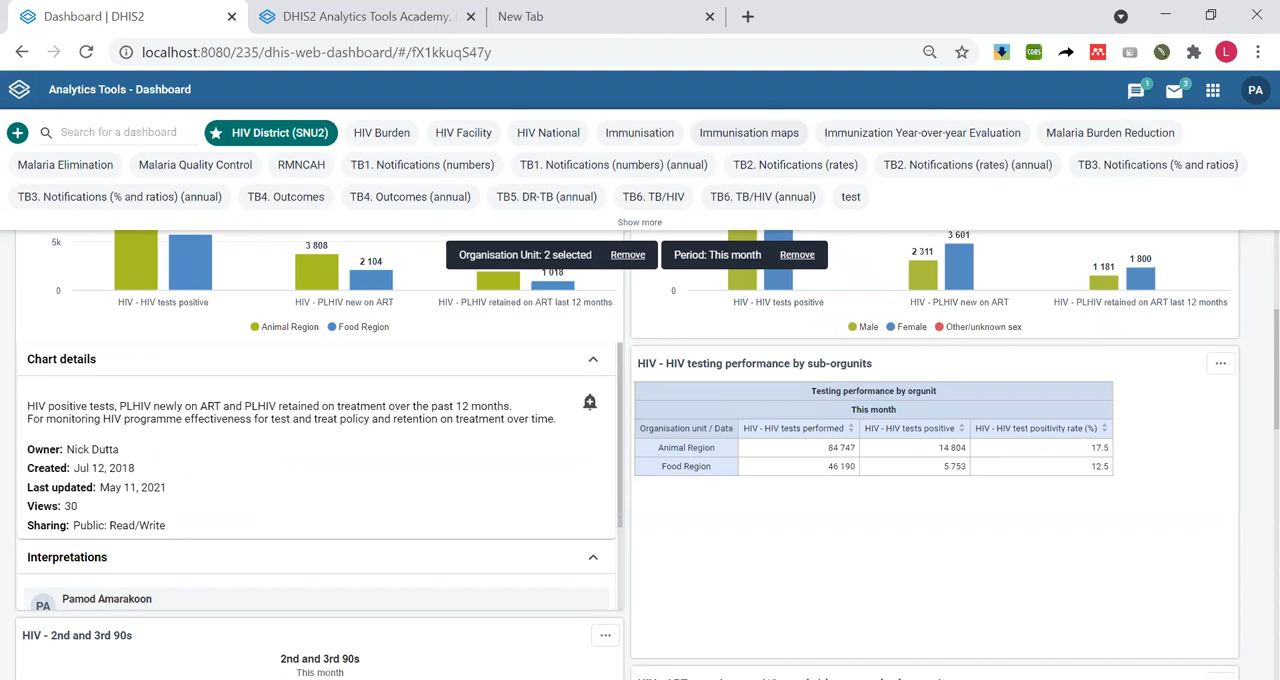 Dashboard | DHIS2
DHIS2 Analytics Tools Academy,
New Tab
localhost:8080/235/dhis-web-dashboard/#/fX1kkuqS47y
CORS
L
Analytics Tools - Dashboard
1
3
PA
Search for a dashboard
HIV District (SNU2)
HIV Burden
HIV Facility
HIV National
Immunisation
Immunisation maps
Immunization Year-over-year Evaluation
Malaria Burden Reduction
Malaria Elimination
Malaria Quality Control
RMNCAH
TB1. Notifications (numbers)
TB1. Notifications (numbers) (annual)
TB2. Notifications (rates)
TB2. Notifications (rates) (annual)
TB3. Notifications (% and ratios)
TB3. Notifications (% and ratios) (annual)
TB4. Outcomes
TB4. Outcomes (annual)
TB5. DR-TB (annual)
TB6. TB/HIV
TB6. TB/HIV (annual)
test
Show more
Organisation Unit: 2 selected Remove
Period: This month Remove
5k
0
3 808
2 104
1 018
HIV - HIV tests positive
HIV - PLHIV new on ART
HIV - PLHIV retained on ART last 12 months
Animal Region
Food Region
0
2 311
3 601
1 181
1 800
HIV - HIV tests positive
HIV - PLHIV new on ART
HIV - PLHIV retained on ART last 12 months
Male
Female
Other/unknown sex
Chart details
HIV positive tests, PLHIV newly on ART and PLHIV retained on treatment over the past 12 months.
For monitoring HIV programme effectiveness for test and treat policy and retention on treatment over time.
Owner: Nick Dutta
Created: Jul 12, 2018
Last updated: May 11, 2021
Views: 30
Sharing: Public: Read/Write
Interpretations
PA
Pamod Amarakoon
HIV - HIV testing performance by sub-orgunits
Testing performance by orgunit
This month
Organisation unit / Data HIV - HIV tests performed HIV - HIV tests positive HIV - HIV test positivity rate (%)
Animal Region 84 747 14 804 17.5
Food Region 46 190 5 753 12.5
HIV - 2nd and 3rd 90s
2nd and 3rd 90s
This month